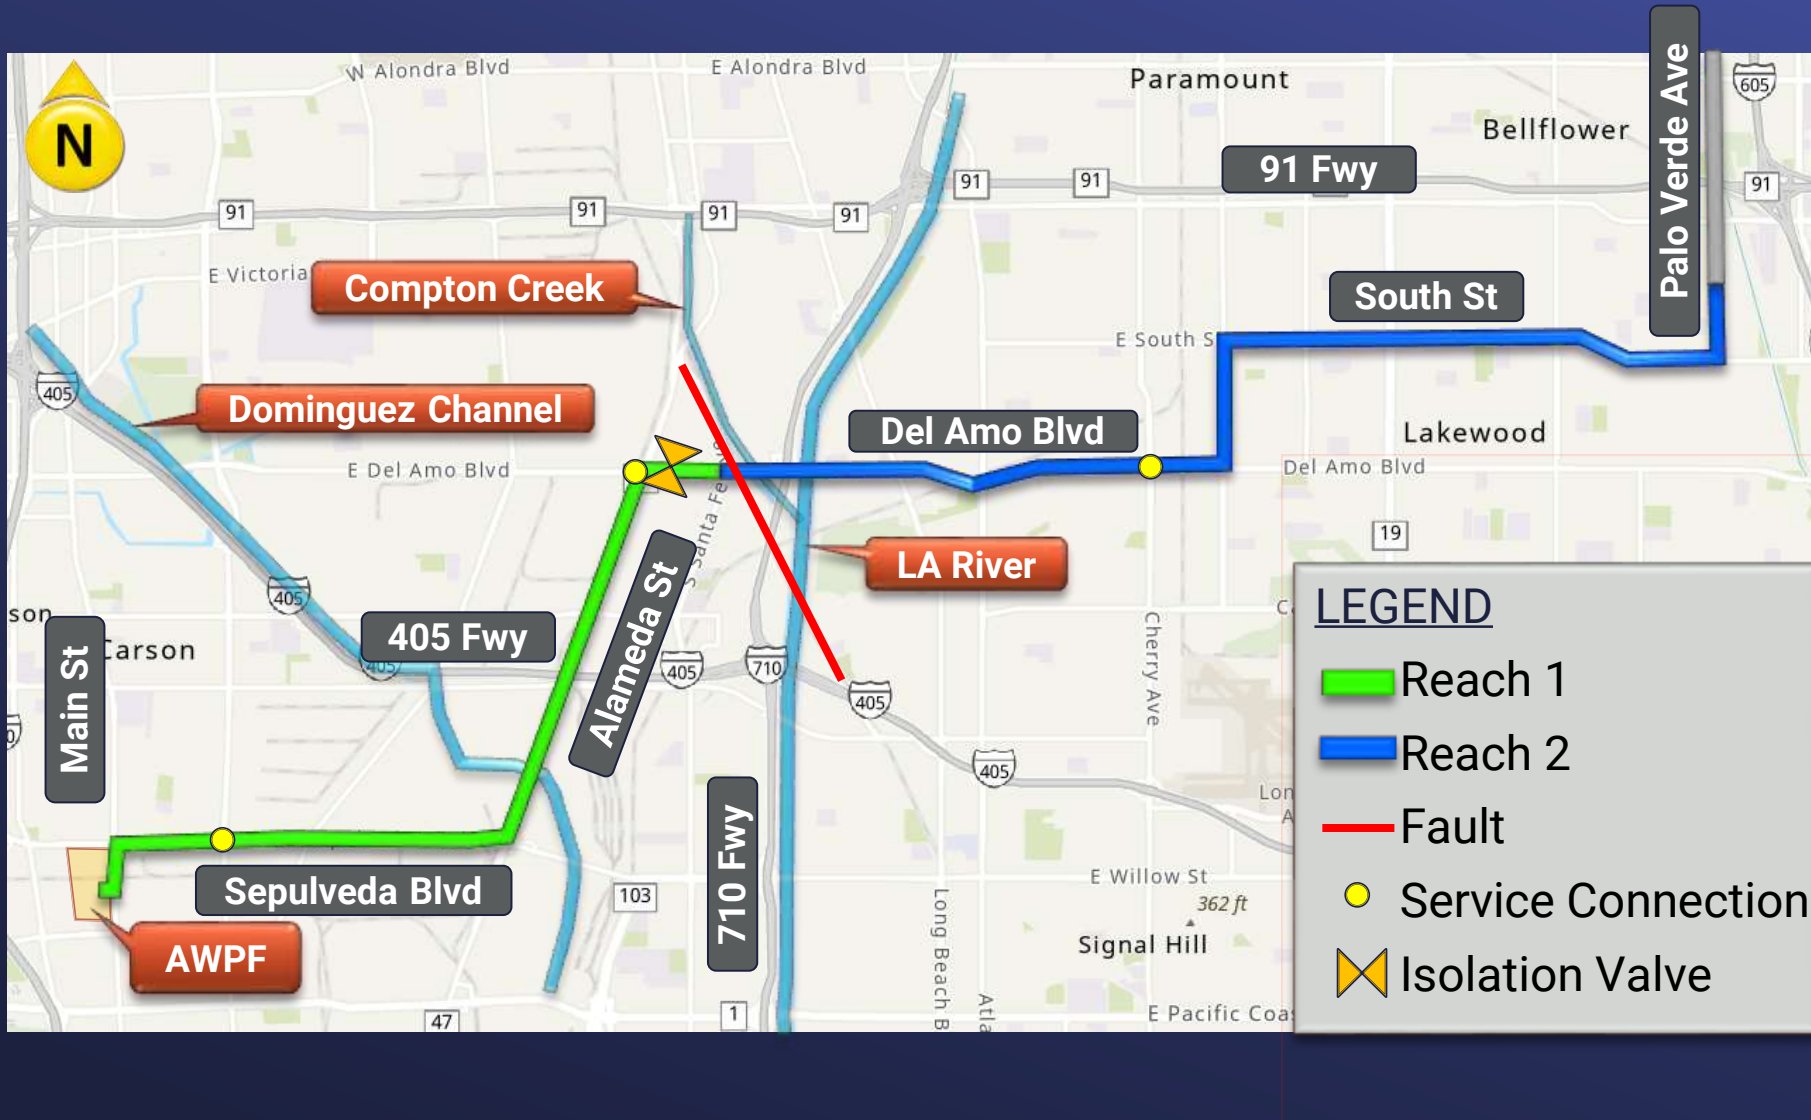 N
W Alondra Blvd
E Alondra Blvd
Paramount
605
Bellflower
Palo Verde Ave
91 Fwy
91
91
91
91
91
91
91
E Victoria
Compton Creek
South St
E South S
405
Dominguez Channel
Del Amo Blvd
Lakewood
E Del Amo Blvd
Del Amo Blvd
S Santa Fe
19
LA River
405
son
Carson
Main St
405 Fwy
405
Alameda St
405
710
405
Cherry Ave
405
LEGEND
Reach 1
Reach 2
Fault
Service Connection
Isolation Valve
Lon
A
Sepulveda Blvd
AWPF
103
710 Fwy
E Willow St
362 ft
Signal Hill
Long Beach B
Atla
E Pacific Coa
47
1